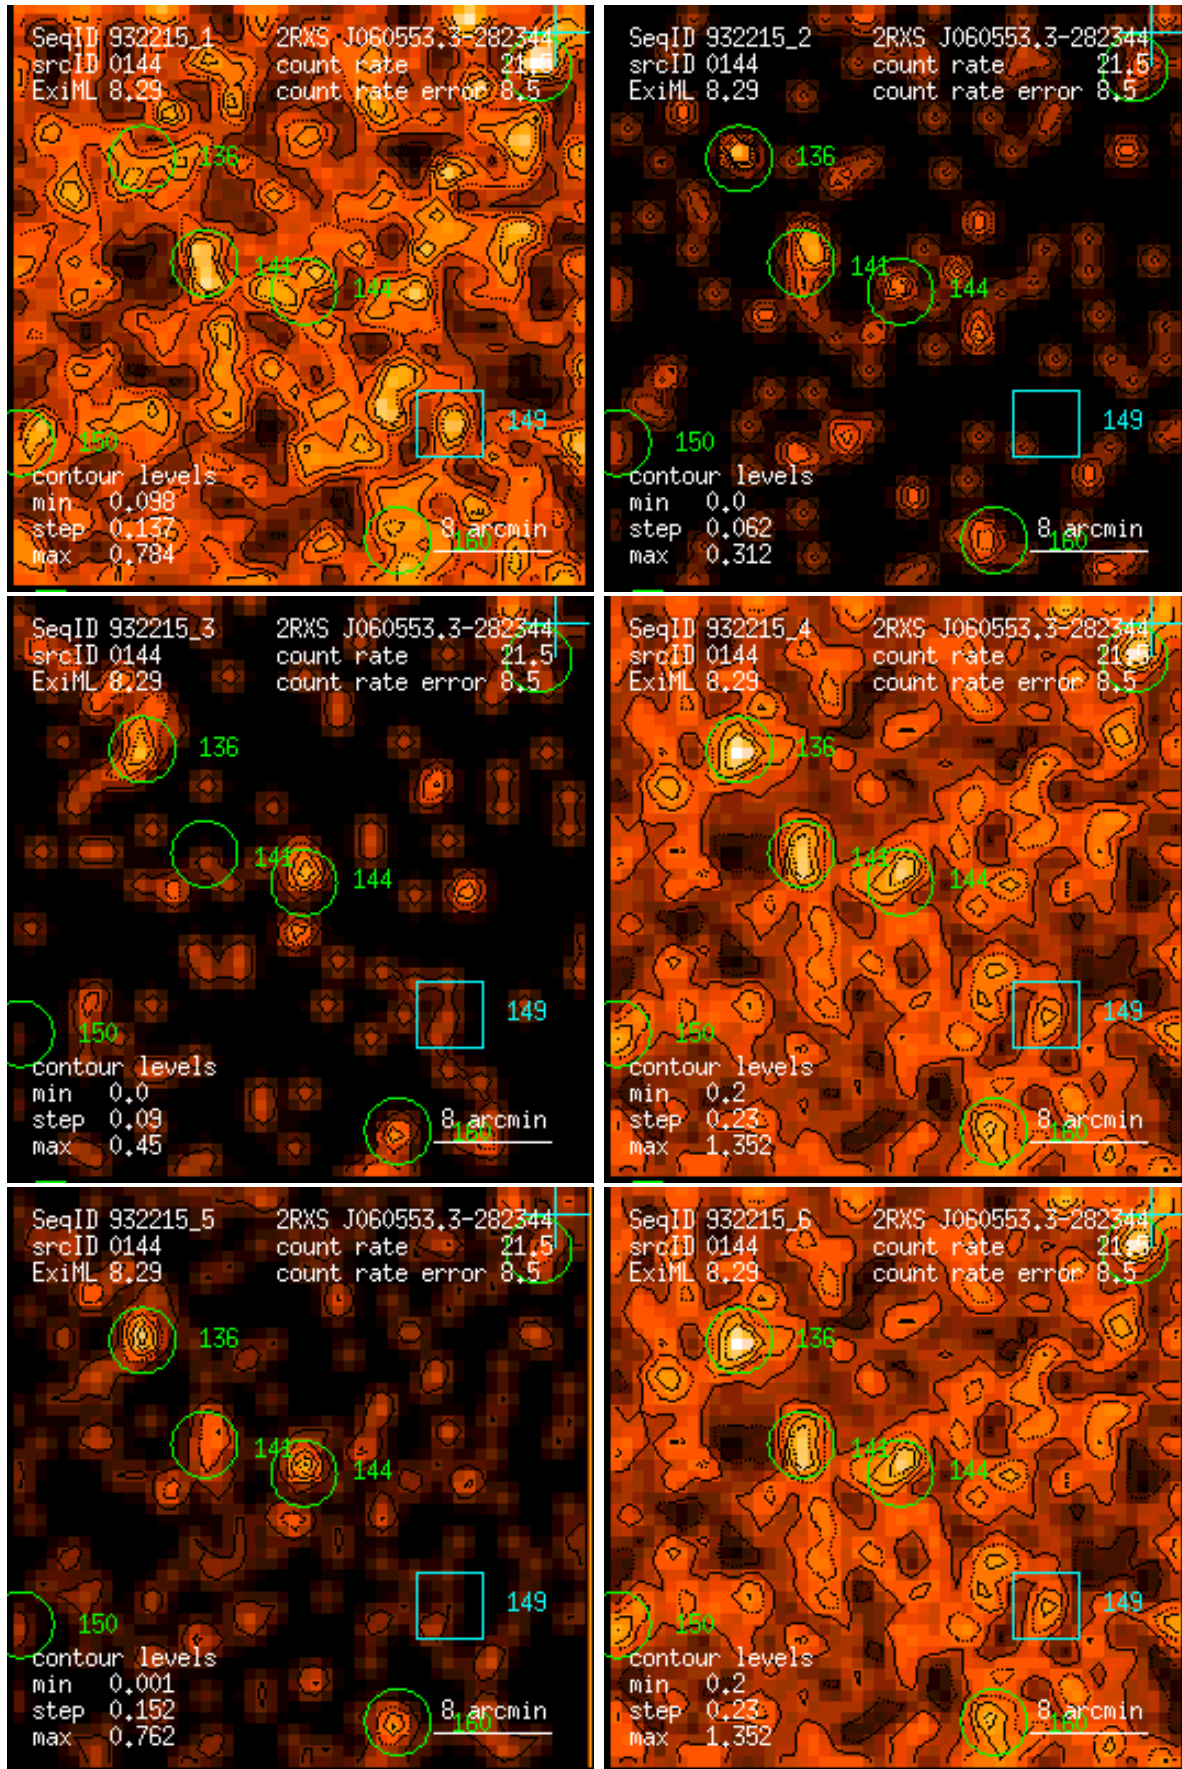 SeqID 932215_1 2RXS J060553.3-282344
srcID 0144 count rate 21.5
ExiML 8.29 count rate error 8.5
136
141
144
149
150
contour levels
min 0.098
step 0.137 8 arcmin
160
max 0.784
SeqID 932215_2 2RXS J060553.3-282344
srcID 0144 count rate 21.5
ExiML 8.29 count rate error 8.5
136
141
144
149
150
contour levels
min 0.0
step 0.062 8 arcmin
160
max 0.312
SeqID 932215_3 2RXS J060553.3-282344
srcID 0144 count rate 21.5
ExiML 8.29 count rate error 8.5
136
141
144
149
150
contour levels
min 0.0
step 0.09 8 arcmin
160
max 0.45
SeqID 932215_4 2RXS J060553.3-282344
srcID 0144 count rate 21.5
ExiML 8.29 count rate error 8.5
136
141
144
149
150
contour levels
min 0.2
step 0.23 8 arcmin
160
max 1.352
SeqID 932215_5 2RXS J060553.3-282344
srcID 0144 count rate 21.5
ExiML 8.29 count rate error 8.5
136
141
144
149
150
contour levels
min 0.001
step 0.152 8 arcmin
160
max 0.762
SeqID 932215_6 2RXS J060553.3-282344
srcID 0144 count rate 21.5
ExiML 8.29 count rate error 8.5
136
141
144
149
150
contour levels
min 0.2
step 0.23 8 arcmin
160
max 1.352